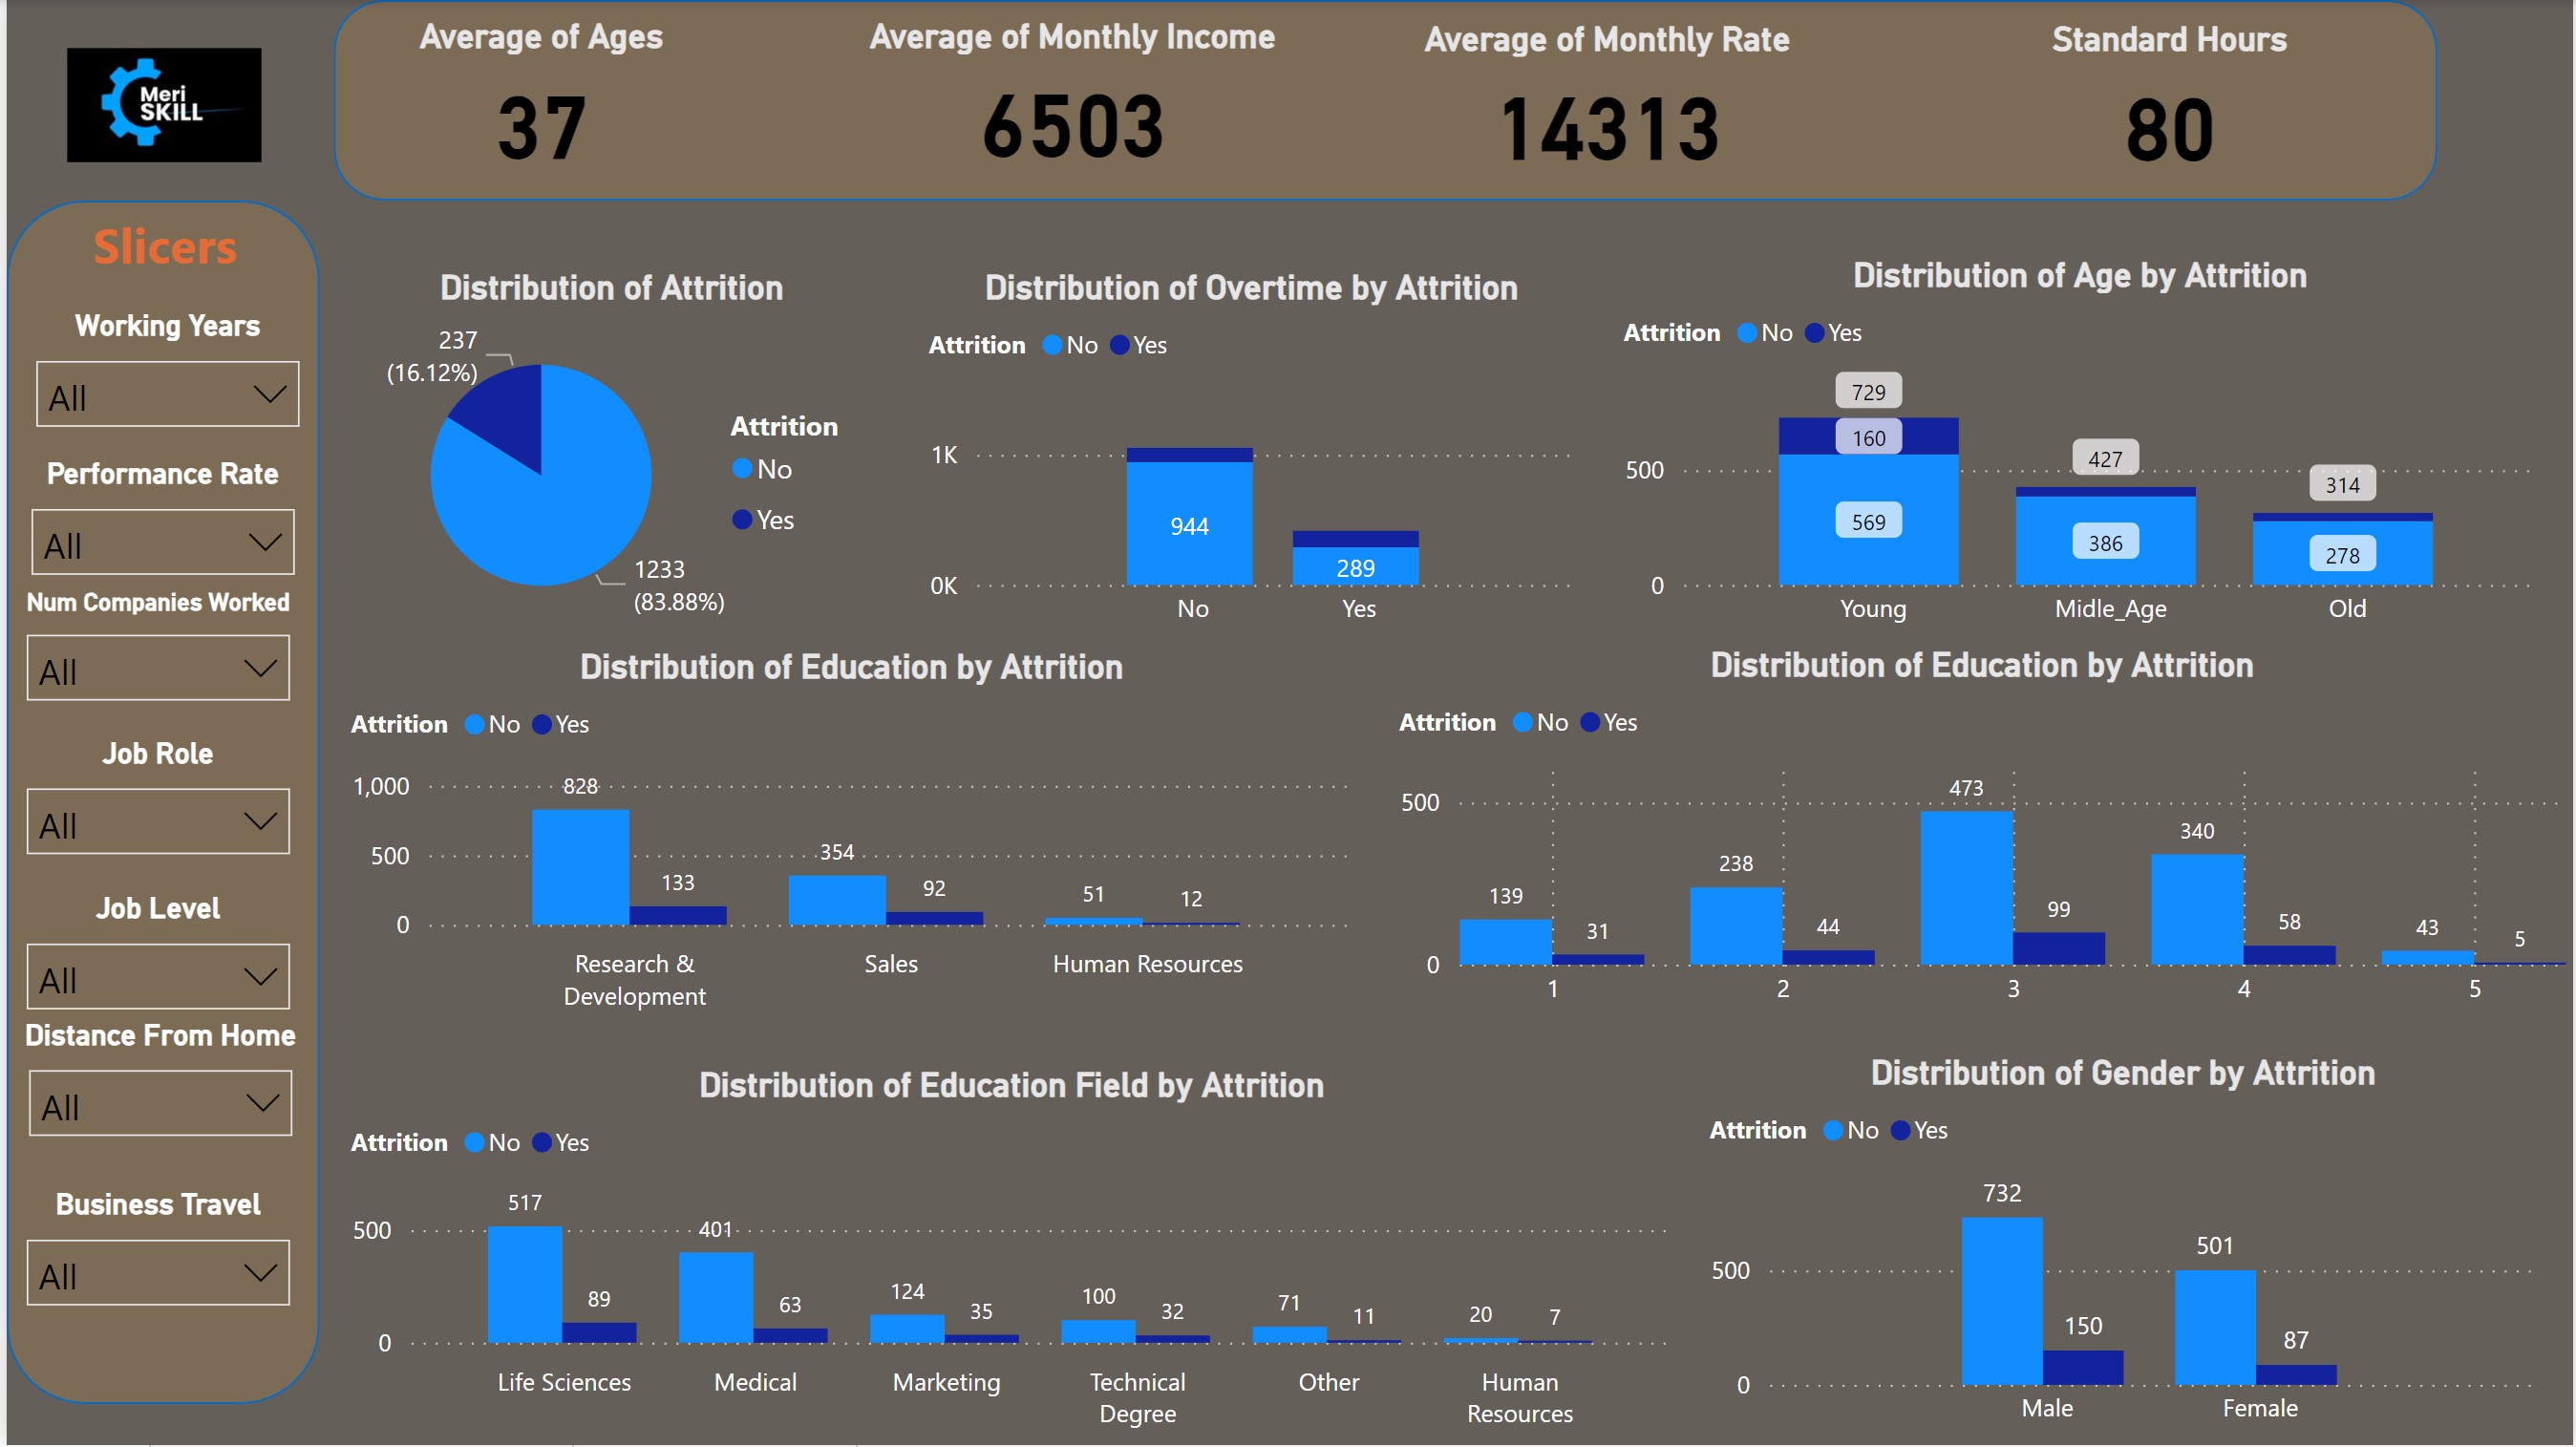 Meri
SKILL
Average of Ages
37
Average of Monthly Income
6503
Average of Monthly Rate
14313
Standard Hours
80
Slicers
Working Years
All
Performance Rate
All
Num Companies Worked
All
Job Role
All
Job Level
All
Distance From Home
All
Business Travel
All
Distribution of Attrition
237
(16.12%)
1233
(83.88%)
Attrition
No
Yes
Distribution of Overtime by Attrition
Attrition No Yes
1K
0K
944
289
No Yes
Distribution of Age by Attrition
Attrition No Yes
500
0
729
160
569
427
386
314
278
Young Midle_Age Old
Distribution of Education by Attrition
Attrition No Yes
1,000
500
0
828 133 354 92 51 12
Research &
Development
Sales
Human Resources
Distribution of Education by Attrition
Attrition No Yes
500
0
139 31 238 44 473 99 340 58 43 5
1 2 3 4 5
Distribution of Education Field by Attrition
Attrition No Yes
500
0
517 89 401 63 124 35 100 32 71 11 20 7
Life Sciences
Medical
Marketing
Technical
Degree
Other
Human
Resources
Distribution of Gender by Attrition
Attrition No Yes
500
0
732 150 501 87
Male Female